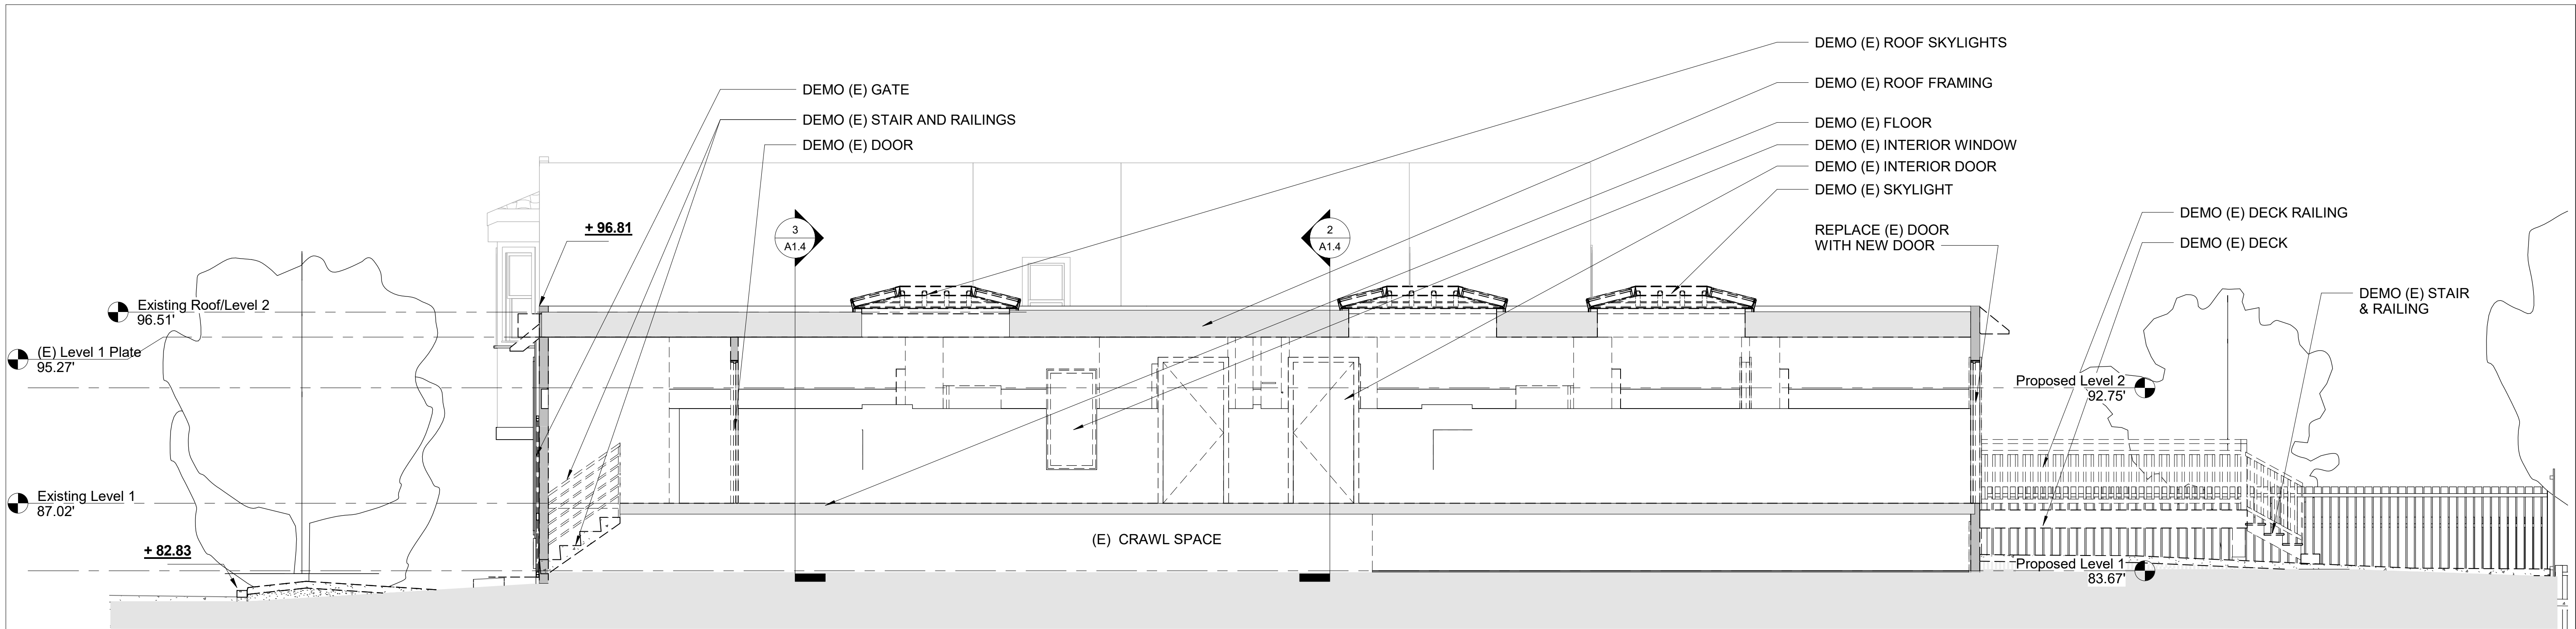 DEMO (E) ROOF SKYLIGHTS
DEMO (E) GATE
DEMO (E) ROOF FRAMING
DEMO (E) STAIR AND RAILINGS
DEMO (E) FLOOR
DEMO (E) DOOR
DEMO (E) INTERIOR WINDOW
DEMO (E) INTERIOR DOOR
DEMO (E) SKYLIGHT
DEMO (E) DECK RAILING
+ 96.81
3
A1.4
2
A1.4
REPLACE (E) DOOR
WITH NEW DOOR
DEMO (E) DECK
DEMO (E) STAIR
& RAILING
Existing Roof/Level 2
96.51'
(E) Level 1 Plate
95.27'
Proposed Level 2
92.75'
Existing Level 1
87.02'
(E) CRAWL SPACE
+ 82.83
Proposed Level 1
83.67'